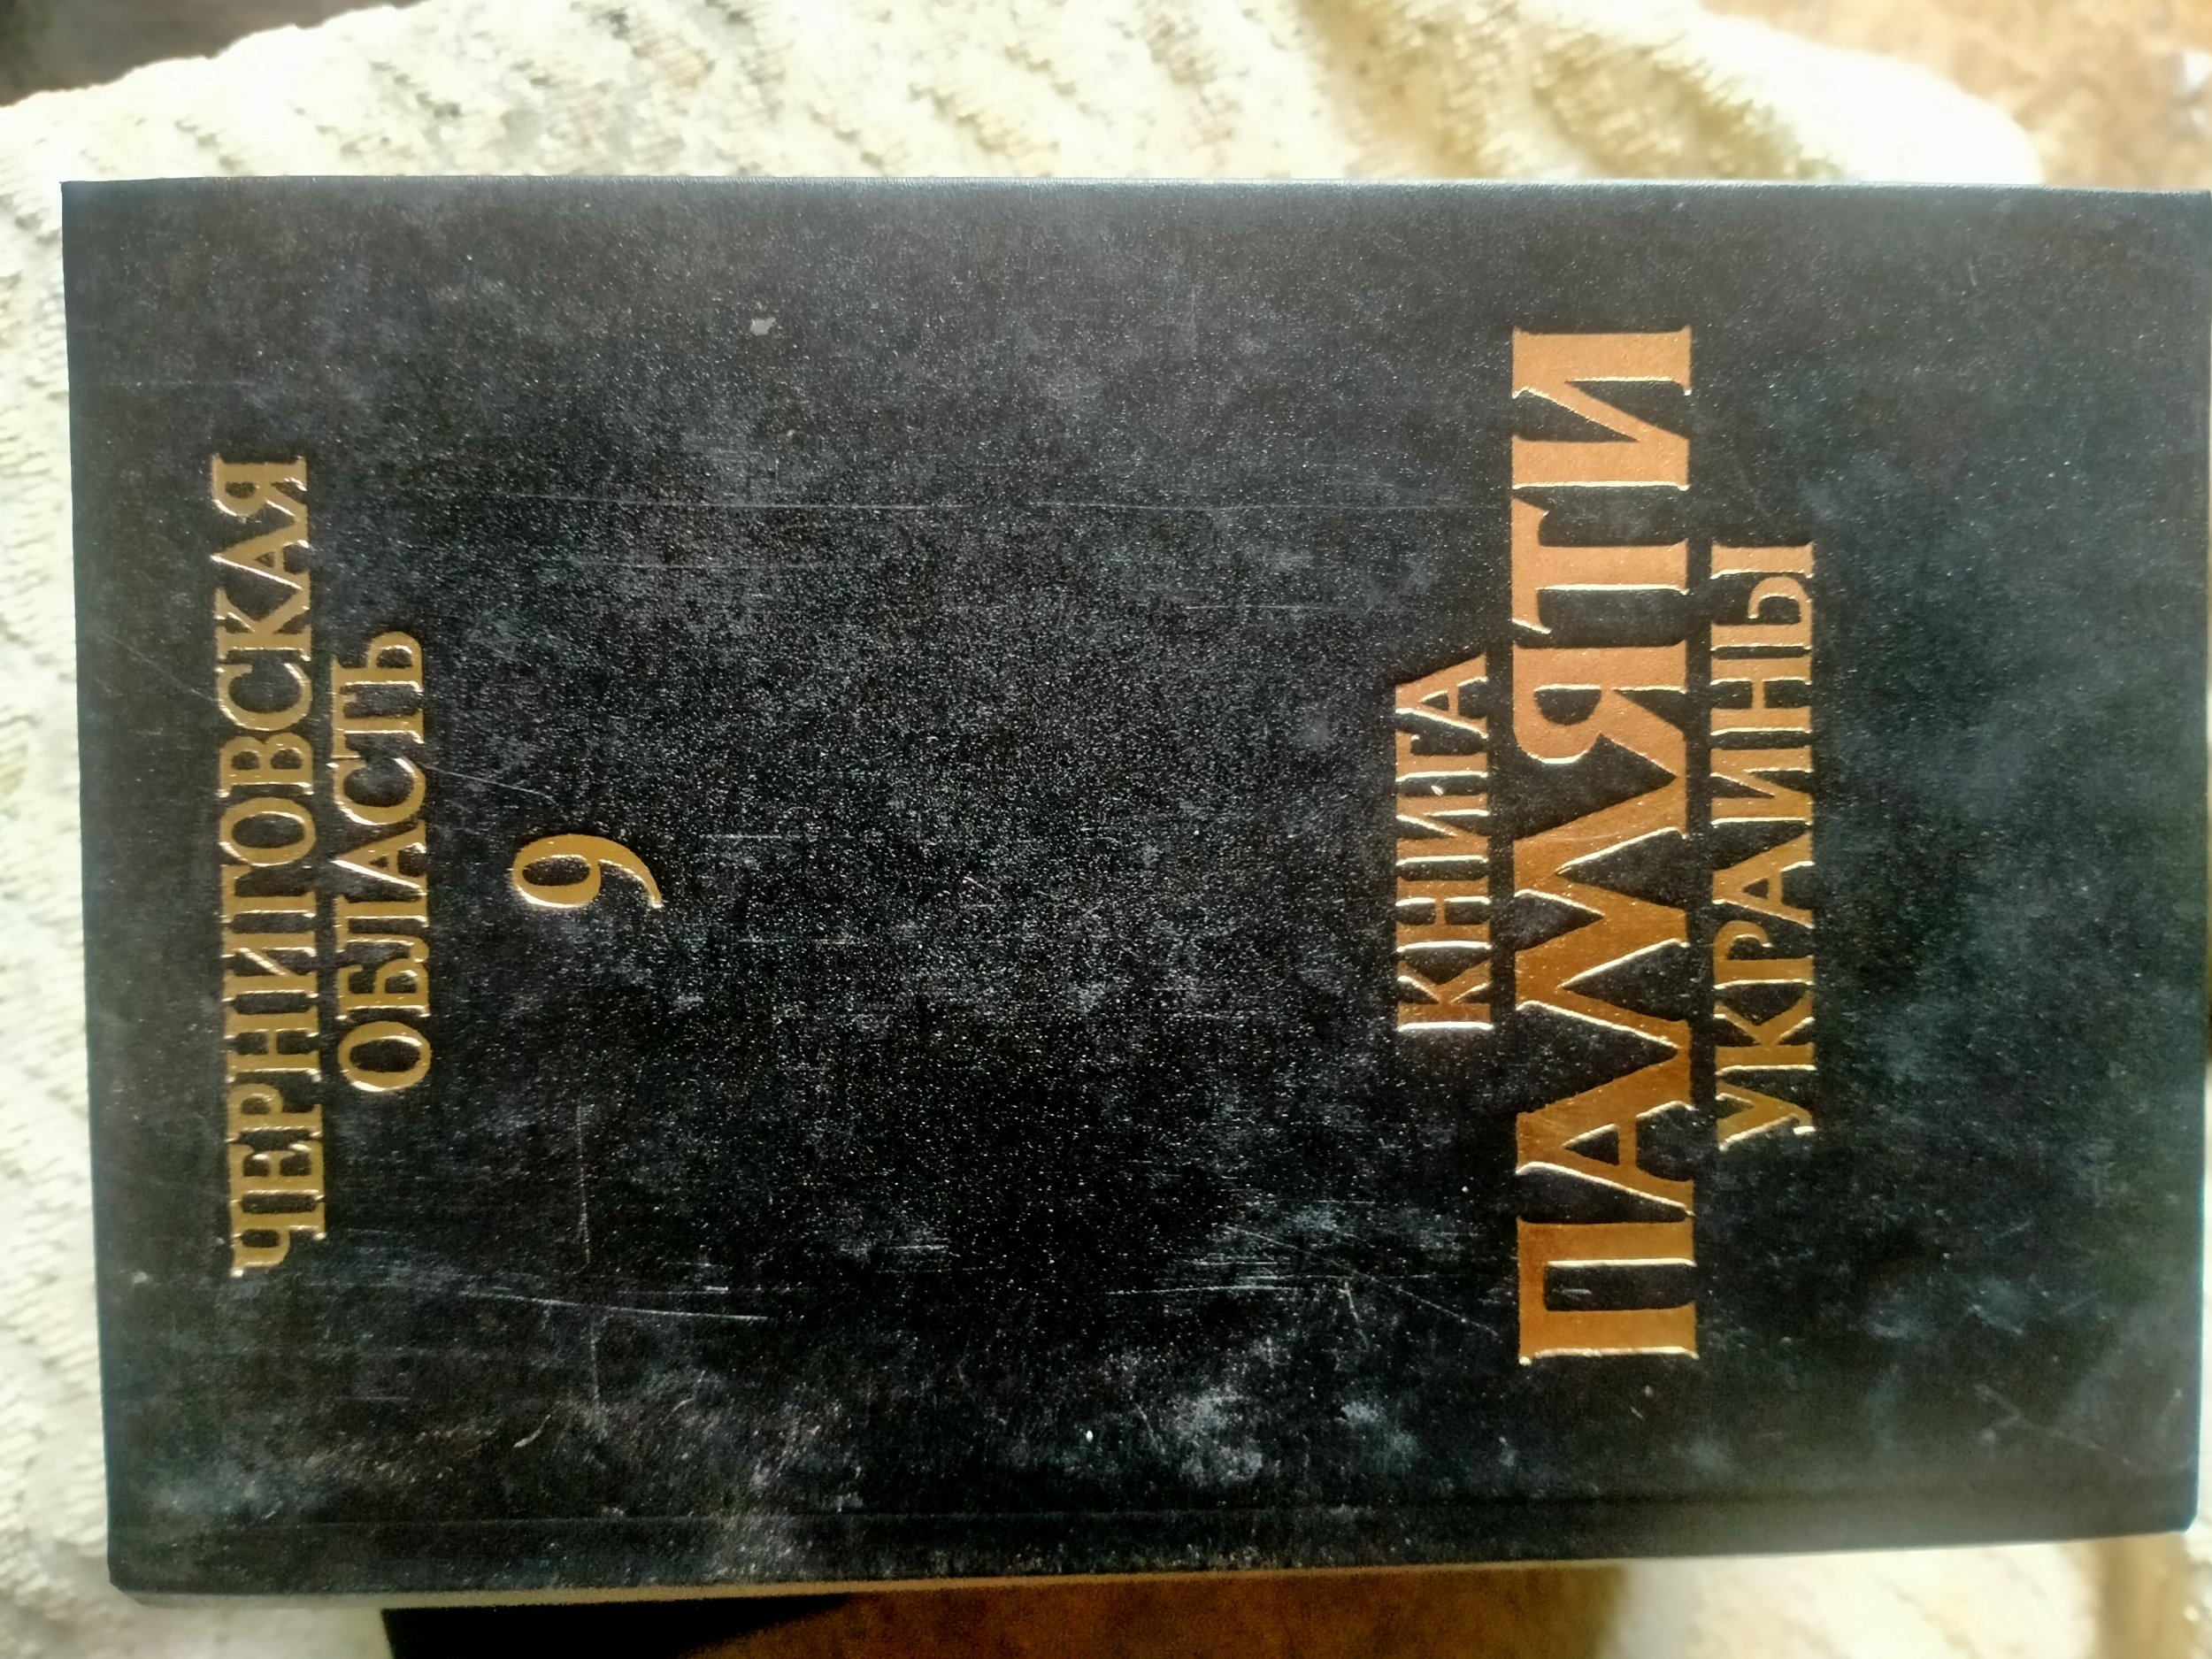 ЧЕРНИГОВСКАЯ
ОБЛАСТЬ
9
КНИГА
ПАМЯТИ
УКРАИНЫ